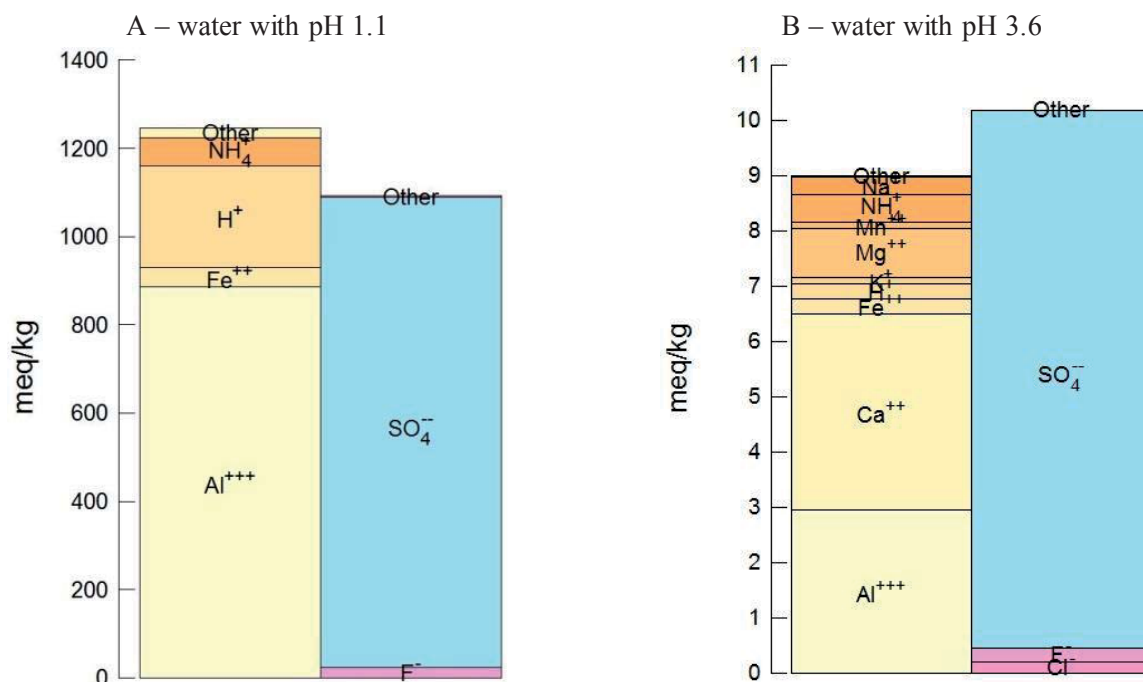 A – water with pH 1.1
1400
1200
1000
800
600
400
200
0
meq/kg
Other
NH4+
H+
Fe++
Al+++
Other
SO4--
F-
B – water with pH 3.6
11
10
9
8
7
6
5
4
3
2
1
0
meq/kg
Other
Na+
NH4+
Mn++
Mg++
K+
H+
Fe++
Ca++
Al+++
Other
SO4--
F-
Cl-